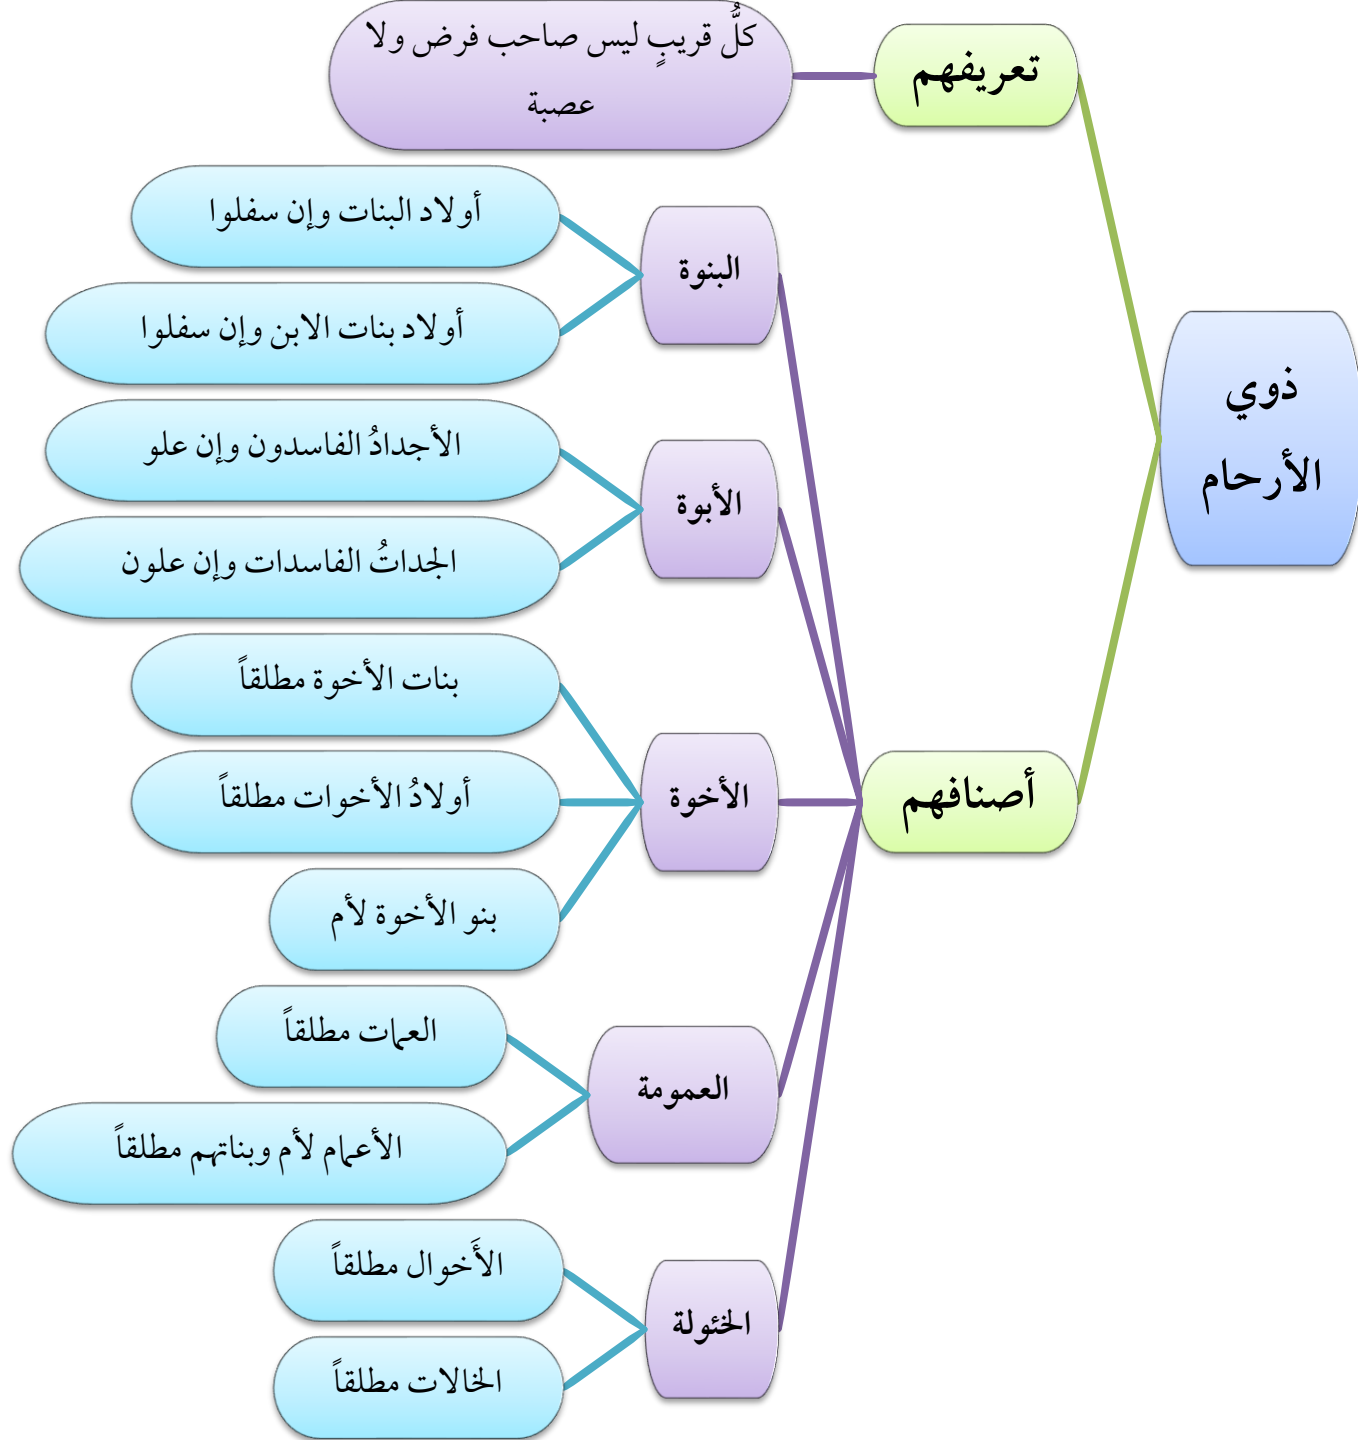 ذوي
الأرحام
تعريفهم
كلُّ قريبٍ ليس صاحب فرض ولا
عصبة
أصنافهم
البنوة
أولاد البنات وإن سفلوا
أولاد بنات الابن وإن سفلوا
الأبوة
الأجدادُ الفاسدون وإن علو
الجداتُ الفاسدات وإن علون
الأخوة
بنات الأخوة مطلقاً
أولادُ الأخوات مطلقاً
بنو الأخوة لأم
العمومة
العمات مطلقاً
الأعمام لأم وبناتهم مطلقاً
الخئولة
الأَخوال مطلقاً
الخالات مطلقاً